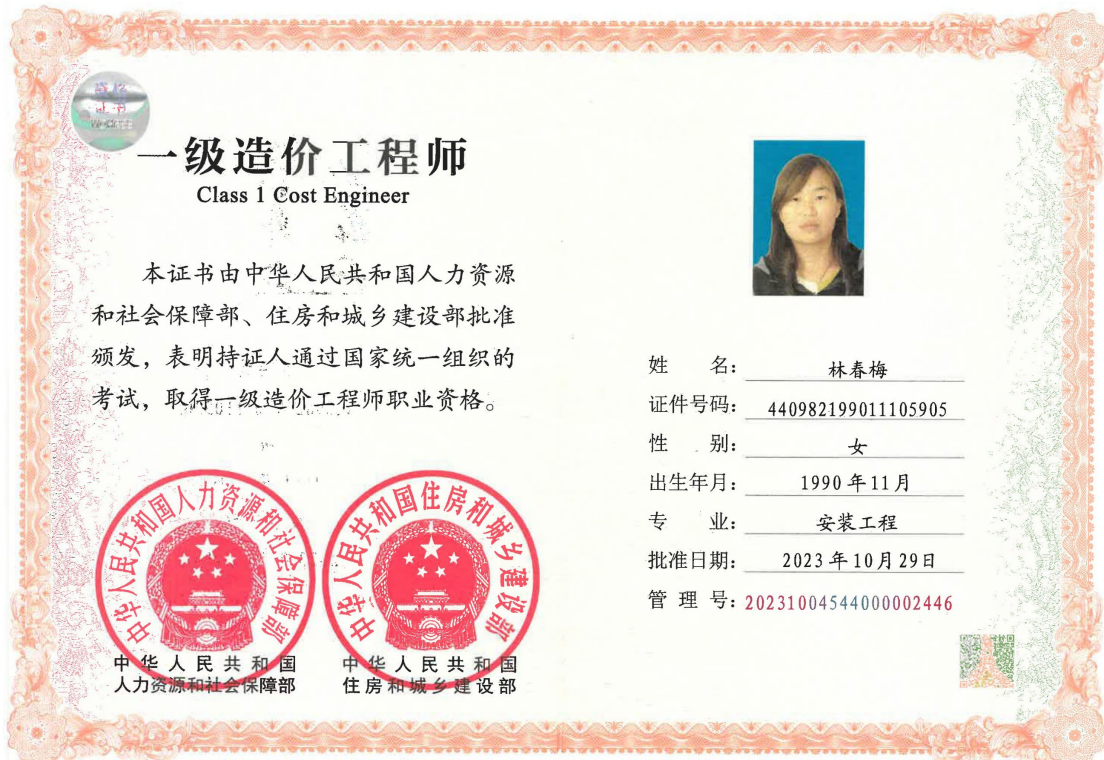 一级造价工程师
Class 1 Cost Engineer
本证书由中华人民共和国人力资源
和社会保障部、住房和城乡建设部批准
颁发，表明持证人通过国家统一组织的
考试，取得一级造价工程师职业资格。
中华人民共和国人力资源和社会保障部
中华人民共和国住房和城乡建设部
中华人民共和国
人力资源和社会保障部
中华人民共和国
住房和城乡建设部
姓 名： 林春梅
证件号码： 440982199011105905
性 别： 女
出生年月： 1990年11月
专 业： 安装工程
批准日期： 2023年10月29日
管 理 号： 20231004544000002446